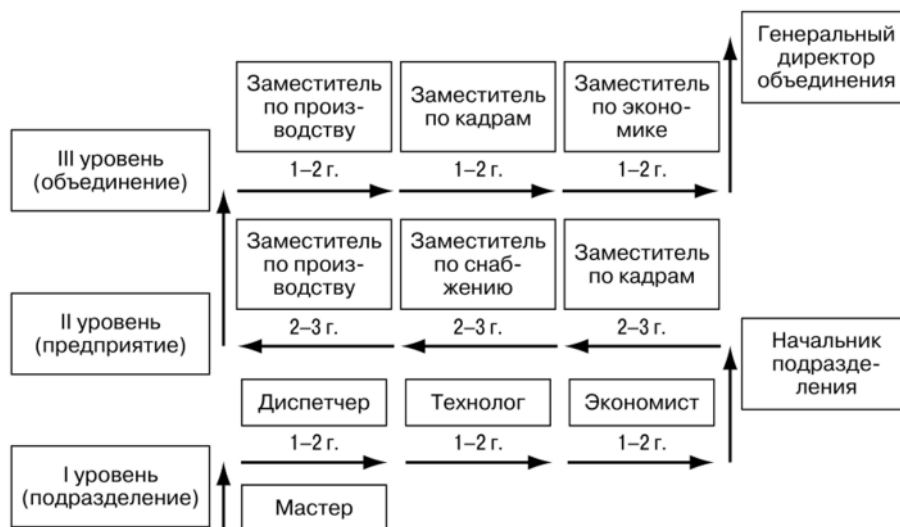 Генеральный
директор
объединения
Заместитель
по произ-
водству
Заместитель
по кадрам
Заместитель
по эконо-
мике
III уровень
(объединение)
1–2 г.
1–2 г.
1–2 г.
Заместитель
по произ-
водству
Заместитель
по снаб-
жению
Заместитель
по кадрам
II уровень
(предприятие)
2–3 г.
2–3 г.
2–3 г.
Начальник
подразде-
ления
Диспетчер
Технолог
Экономист
1–2 г.
1–2 г.
1–2 г.
I уровень
(подразделение)
Мастер